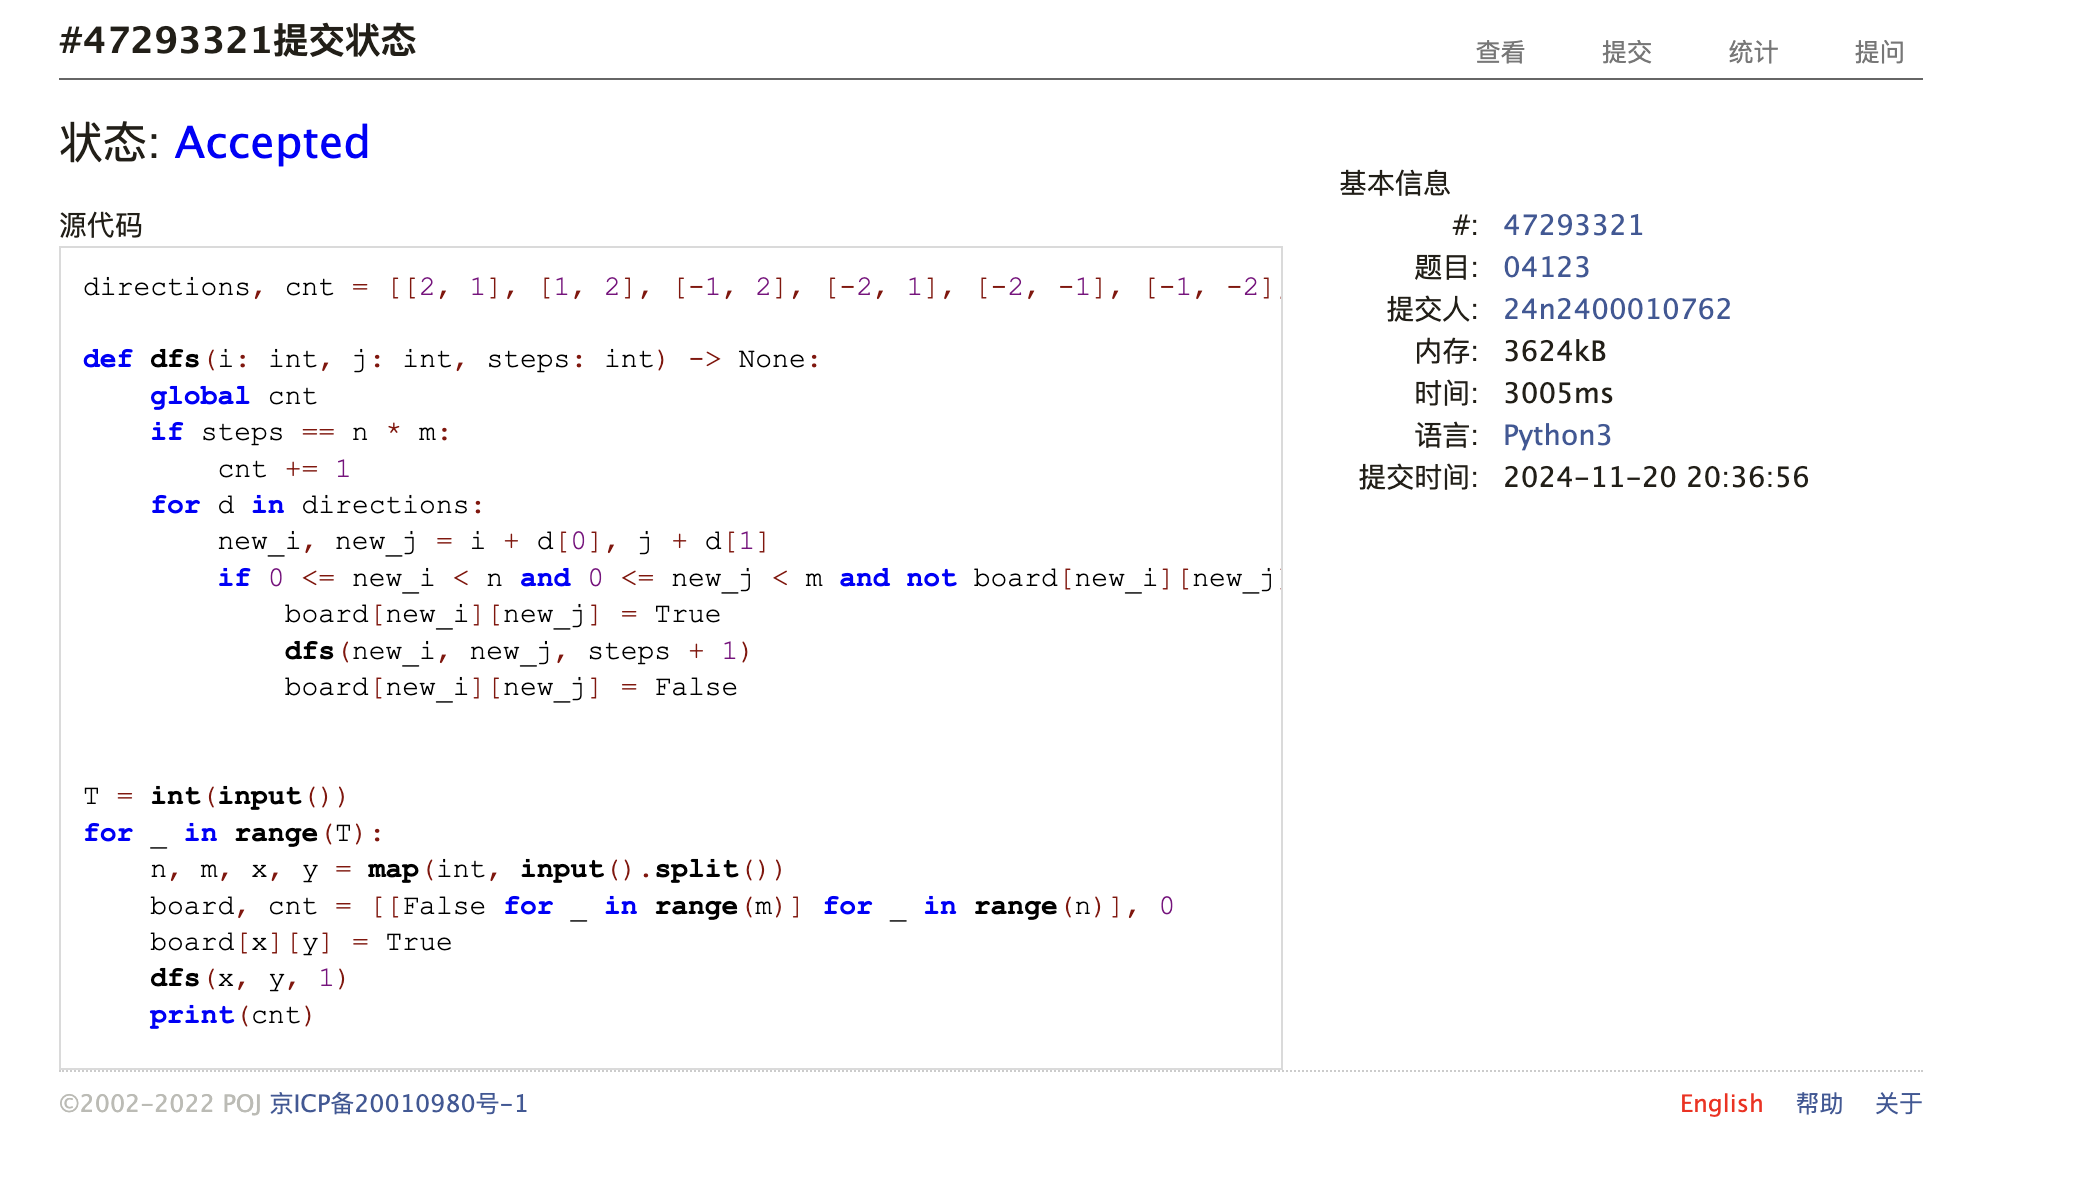 #47293321提交状态
查看 提交 统计 提问
状态: Accepted
源代码
directions, cnt = [[2, 1], [1, 2], [-1, 2], [-2, 1], [-2, -1], [-1, -2]
def dfs(i: int, j: int, steps: int) -> None:
    global cnt
    if steps == n * m:
        cnt += 1
    for d in directions:
        new_i, new_j = i + d[0], j + d[1]
        if 0 <= new_i < n and 0 <= new_j < m and not board[new_i][new_j]
            board[new_i][new_j] = True
            dfs(new_i, new_j, steps + 1)
            board[new_i][new_j] = False
T = int(input())
for _ in range(T):
    n, m, x, y = map(int, input().split())
    board, cnt = [[False for _ in range(m)] for _ in range(n)], 0
    board[x][y] = True
    dfs(x, y, 1)
    print(cnt)
基本信息
#: 47293321
题目: 04123
提交人: 24n2400010762
内存: 3624kB
时间: 3005ms
语言: Python3
提交时间: 2024-11-20 20:36:56
©2002-2022 POJ 京ICP备20010980号-1
English 帮助 关于